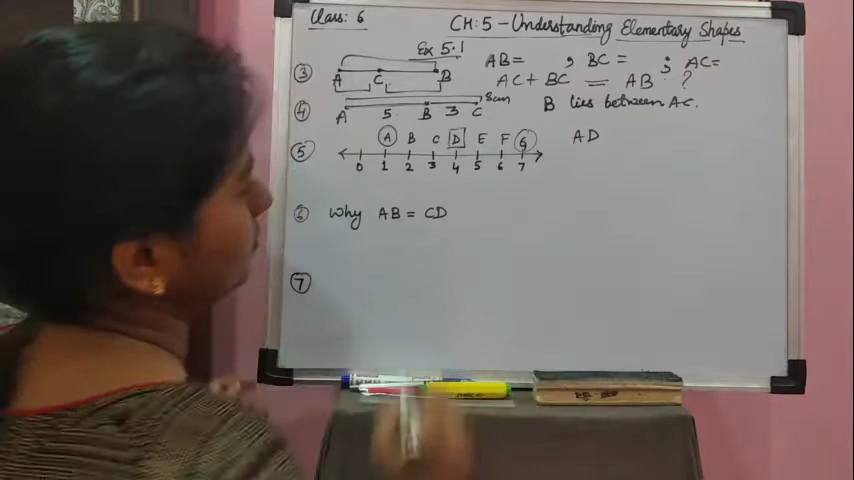 Class: 6
CH:5 - Understanding Elementary Shapes
Ex 5.1
③ A C B
AB= , BC= ; AC=
AC + BC = AB ?
④ A 5 B 3 C 8cm
B lies between AC.
⑤ A B C D E F G
0 1 2 3 4 5 6 7
AD
⑥ Why AB = CD
⑦